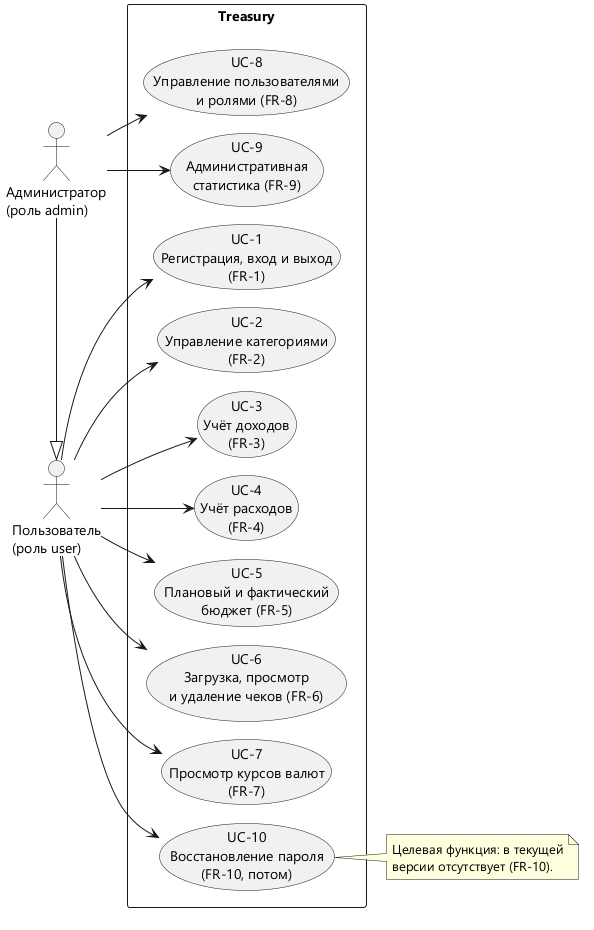 Treasury
UC-8
Управление пользователями
и ролями (FR-8)
UC-9
Административная
статистика (FR-9)
Администратор
(роль admin)
UC-1
Регистрация, вход и выход
(FR-1)
UC-2
Управление категориями
(FR-2)
UC-3
Учёт доходов
(FR-3)
UC-4
Учёт расходов
(FR-4)
Пользователь
(роль user)
UC-5
Плановый и фактический
бюджет (FR-5)
UC-6
Загрузка, просмотр
и удаление чеков (FR-6)
UC-7
Просмотр курсов валют
(FR-7)
UC-10
Восстановление пароля
(FR-10, потом)
Целевая функция: в текущей
версии отсутствует (FR-10).